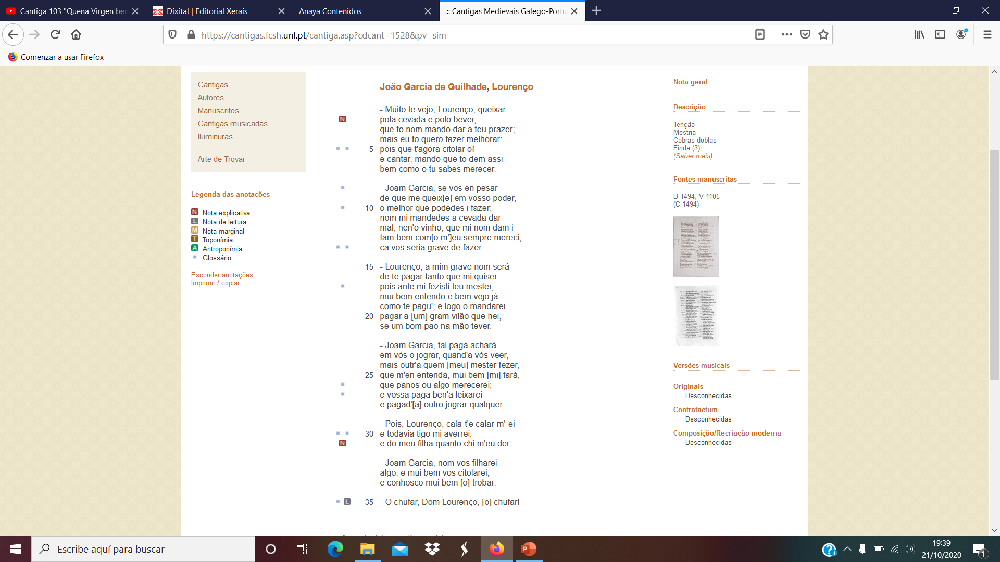 Cantiga 103 "Quena Virgen ben
Dixital | Editorial Xerais
Anaya Contenidos
.:: Cantigas Medievais Galego-Portu
https://cantigas.fcsh.unl.pt/cantiga.asp?cdcant=1528&pv=sim
Comenzar a usar Firefox
Cantigas
Autores
Manuscritos
Cantigas musicadas
Iluminuras
Arte de Trovar
Legenda das anotações
N Nota explicativa
L Nota de leitura
M Nota marginal
T Toponímia
A Antroponímia
Glossário
Esconder anotações
Imprimir / copiar
João Garcia de Guilhade, Lourenço
- Muito te vejo, Lourenço, queixar
N pola cevada e polo bever,
que to nom mando dar a teu prazer;
mais eu to quero fazer melhorar:
5 pois que t'agora citolar oí
e cantar, mando que to dem assi
bem como o tu sabes merecer.
- Joam Garcia, se vos en pesar
de que me queix[e] em vosso poder,
10 o melhor que podedes i fazer:
nom mi mandedes a cevada dar
mal, nen'o vinho, que mi nom dam i
tam bem com[o m']eu sempre mereci,
ca vos seria grave de fazer.
15 - Lourenço, a mim grave nom será
de te pagar tanto que mi quiser:
pois ante mi fezisti teu mester,
mui bem entendo e bem vejo já
como te pagu'; e logo o mandarei
20 pagar a [um] gram vilão que hei,
se um bom pao na mão tever.
- Joam Garcia, tal paga achará
em vós o jograr, quand'a vós veer,
mais outr'a quem [meu] mester fezer,
25 que m'en entenda, mui bem [mi] fará,
que panos ou algo merecerei;
e vossa paga ben'a leixarei
e pagad'[a] outro jograr qualquer.
- Pois, Lourenço, cala-t'e calar-m'-ei
30 e todavia tigo mi averrei,
N e do meu filha quanto chi m'eu der.
- Joam Garcia, nom vos filharei
algo, e mui bem vos citolarei,
e conhosco mui bem [o] trobar.
L 35 - O chufar, Dom Lourenço, [o] chufar!
Nota geral
Descrição
Tenção
Mestria
Cobras doblas
Finda (3)
(Saber mais)
Fontes manuscritas
B 1494, V 1105
(C 1494)
Versões musicais
Originais
Desconhecidas
Contrafactum
Desconhecidas
Composição/Recriação moderna
Desconhecidas
Escribe aquí para buscar
19:39
21/10/2020
1